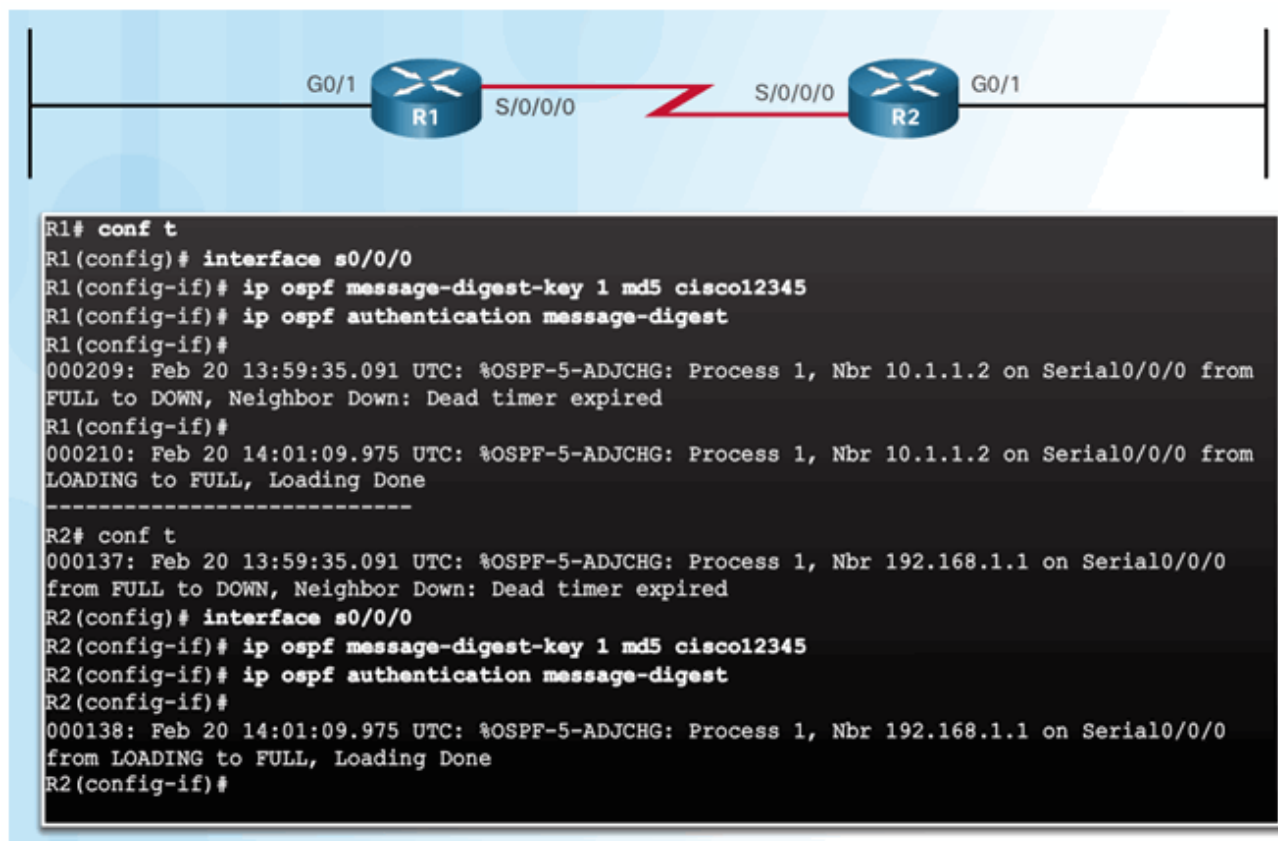 G0/1
S/0/0/0
S/0/0/0
G0/1
R1
R2
R1# conf t
R1(config)# interface s0/0/0
R1(config-if)# ip ospf message-digest-key 1 md5 cisco12345
R1(config-if)# ip ospf authentication message-digest
R1(config-if)#
000209: Feb 20 13:59:35.091 UTC: %OSPF-5-ADJCHG: Process 1, Nbr 10.1.1.2 on Serial0/0/0 from
FULL to DOWN, Neighbor Down: Dead timer expired
R1(config-if)#
000210: Feb 20 14:01:09.975 UTC: %OSPF-5-ADJCHG: Process 1, Nbr 10.1.1.2 on Serial0/0/0 from
LOADING to FULL, Loading Done
----------------------------
R2# conf t
000137: Feb 20 13:59:35.091 UTC: %OSPF-5-ADJCHG: Process 1, Nbr 192.168.1.1 on Serial0/0/0
from FULL to DOWN, Neighbor Down: Dead timer expired
R2(config)# interface s0/0/0
R2(config-if)# ip ospf message-digest-key 1 md5 cisco12345
R2(config-if)# ip ospf authentication message-digest
R2(config-if)#
000138: Feb 20 14:01:09.975 UTC: %OSPF-5-ADJCHG: Process 1, Nbr 192.168.1.1 on Serial0/0/0
from LOADING to FULL, Loading Done
R2(config-if)#